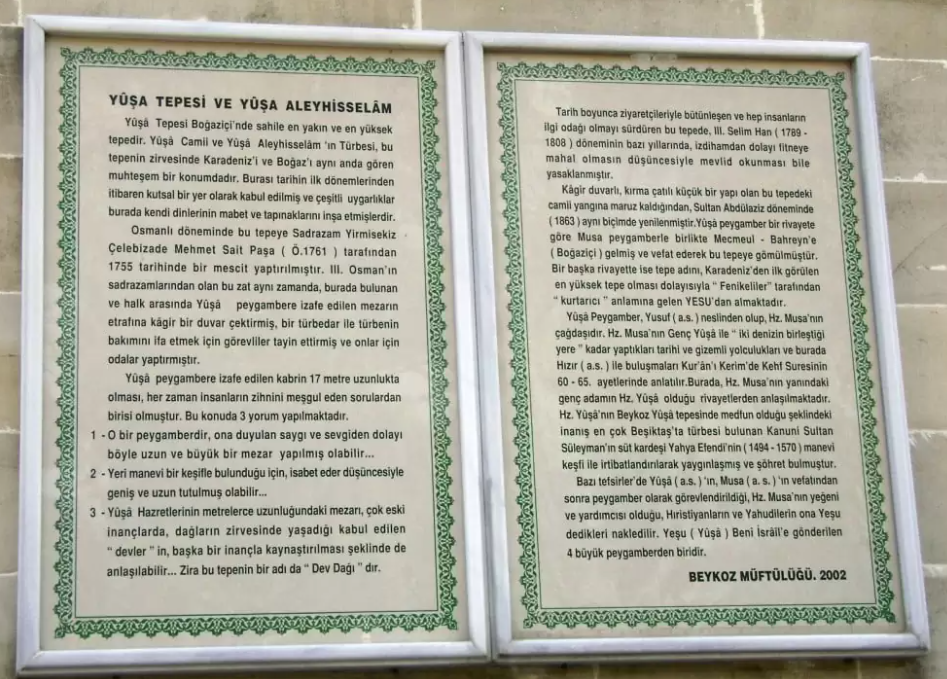 YÛŞA TEPESİ VE YÛŞA ALEYHİSSELÂM
Yûşâ Tepesi Boğaziçi'nde sahile en yakın ve en yüksek
tepedir. Yûşâ Camii ve Yûşâ Aleyhisselâm 'ın Türbesi, bu
tepenin zirvesinde Karadeniz'i ve Boğaz'ı aynı anda gören
muhteşem bir konumdadır. Burası tarihin ilk dönemlerinden
itibaren kutsal bir yer olarak kabul edilmiş ve çeşitli uygarlıklar
burada kendi dinlerinin mabet ve tapınaklarını inşa etmişlerdir.
Osmanlı döneminde bu tepeye Sadrazam Yirmisekiz
Çelebizade Mehmet Sait Paşa ( Ö.1761 ) tarafından
1755 tarihinde bir mescit yaptırılmıştır. III. Osman'ın
sadrazamlarından olan bu zat aynı zamanda, burada bulunan
ve halk arasında Yûşâ peygambere izafe edilen mezarın
etrafına kâgir bir duvar çektirmiş, bir türbedar ile türbenin
bakımını ifa etmek için görevliler tayin ettirmiş ve onlar için
odalar yaptırmıştır.
Yûşâ peygambere izafe edilen kabrin 17 metre uzunlukta
olması, her zaman insanların zihnini meşgul eden sorulardan
birisi olmuştur. Bu konuda 3 yorum yapılmaktadır.
1 - O bir peygamberdir, ona duyulan saygı ve sevgiden dolayı
böyle uzun ve büyük bir mezar yapılmış olabilir...
2 - Yeri manevi bir keşifle bulunduğu için, isabet eder düşüncesiyle
geniş ve uzun tutulmuş olabilir...
3 - Yûşâ Hazretlerinin metrelerce uzunluğundaki mezarı, çok eski
inançlarda, dağların zirvesinde yaşadığı kabul edilen
“ devler ” in, başka bir inançla kaynaştırılması şeklinde de
anlaşılabilir... Zira bu tepenin bir adı da “ Dev Dağı ” dır.
Tarih boyunca ziyaretçileriyle bütünleşen ve hep insanların
ilgi odağı olmayı sürdüren bu tepede, III. Selim Han ( 1789 -
1808 ) döneminin bazı yıllarında, izdihamdan dolayı fitneye
mahal olmasın düşüncesiyle mevlid okunması bile
yasaklanmıştır.
Kâgir duvarlı, kırma çatılı küçük bir yapı olan bu tepedeki
camii yangına maruz kaldığından, Sultan Abdülaziz döneminde
( 1863 ) aynı biçimde yenilenmiştir.Yûşâ peygamber bir rivayete
göre Musa peygamberle birlikte Mecmeul - Bahreyn'e
( Boğaziçi ) gelmiş ve vefat ederek bu tepeye gömülmüştür.
Bir başka rivayette ise tepe adını, Karadeniz'den ilk görülen
en yüksek tepe olması dolayısıyla “ Fenikeliler” tarafından
“ kurtarıcı ” anlamına gelen YESU'dan almaktadır.
Yûşâ Peygamber, Yusuf ( a.s. ) neslinden olup, Hz. Musa'nın
çağdaşıdır. Hz. Musa'nın Genç Yûşâ ile “ iki denizin birleştiği
yere ” kadar yaptıkları tarihi ve gizemli yolculukları ve burada
Hızır ( a.s. ) ile buluşmaları Kur'ân'ı Kerim'de Kehf Suresinin
60 - 65. ayetlerinde anlatılır.Burada, Hz. Musa'nın yanındaki
genç adamın Hz. Yûşâ olduğu rivayetlerden anlaşılmaktadır.
Hz. Yûşâ'nın Beykoz Yûşâ tepesinde medfun olduğu şeklindeki
inanış en çok Beşiktaş'ta türbesi bulunan Kanuni Sultan
Süleyman'ın süt kardeşi Yahya Efendi'nin ( 1494 - 1570 ) manevi
keşfi ile irtibatlandırılarak yaygınlaşmış ve şöhret bulmuştur.
Bazı tefsirler'de Yûşâ ( a.s. ) 'ın, Musa ( a. s. ) 'ın vefatından
sonra peygamber olarak görevlendirildiği, Hz. Musa'nın yeğeni
ve yardımcısı olduğu, Hıristiyanların ve Yahudilerin ona Yeşu
dedikleri nakledilir. Yeşu ( Yûşâ ) Beni İsrâil'e gönderilen
4 büyük peygamberden biridir.
BEYKOZ MÜFTÜLÜĞÜ. 2002